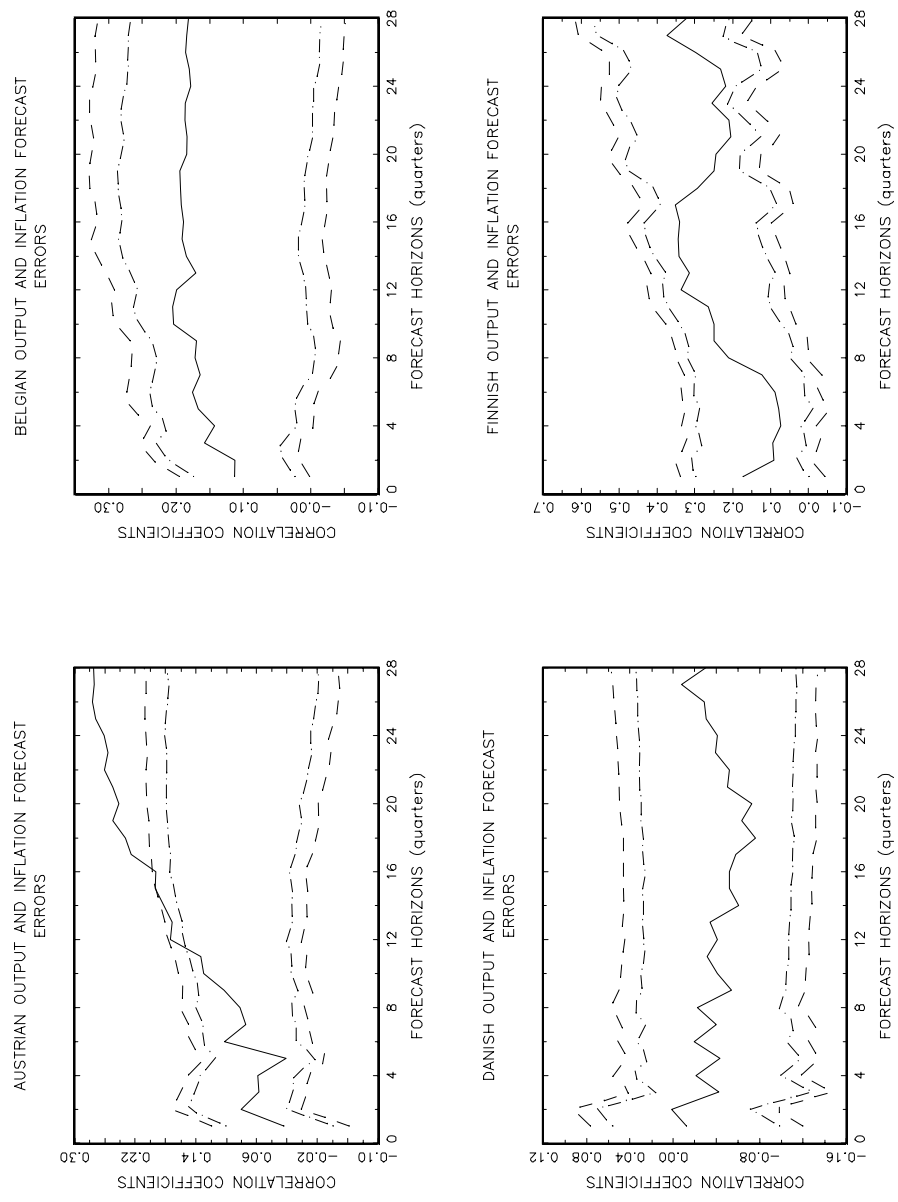 AUSTRIAN OUTPUT AND INFLATION FORECAST
ERRORS
CORRELATION COEFFICIENTS
0.30
0.22
0.14
0.06
−0.02
−0.10
0 4 8 12 16 20 24 28
FORECAST HORIZONS (quarters)
BELGIAN OUTPUT AND INFLATION FORECAST
ERRORS
CORRELATION COEFFICIENTS
0.30
0.20
0.10
−0.00
−0.10
0 4 8 12 16 20 24 28
FORECAST HORIZONS (quarters)
DANISH OUTPUT AND INFLATION FORECAST
ERRORS
CORRELATION COEFFICIENTS
0.12
0.08
0.04
0.00
−0.08
−0.16
0 4 8 12 16 20 24 28
FORECAST HORIZONS (quarters)
FINNISH OUTPUT AND INFLATION FORECAST
ERRORS
CORRELATION COEFFICIENTS
0.7
0.6
0.5
0.4
0.3
0.2
0.1
0.0
−0.1
0 4 8 12 16 20 24 28
FORECAST HORIZONS (quarters)